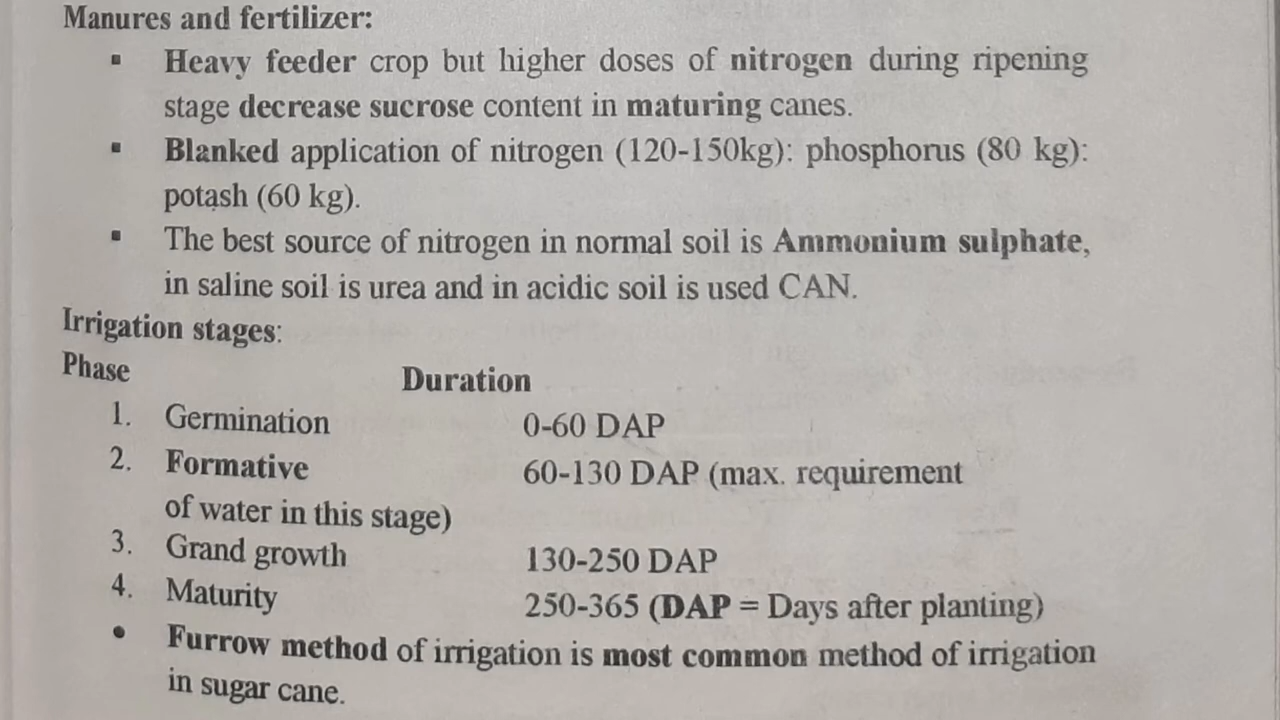 Manures and fertilizer:
▪ Heavy feeder crop but higher doses of nitrogen during ripening
stage decrease sucrose content in maturing canes.
▪ Blanked application of nitrogen (120-150kg): phosphorus (80 kg):
potash (60 kg).
▪ The best source of nitrogen in normal soil is Ammonium sulphate,
in saline soil is urea and in acidic soil is used CAN.
Irrigation stages:
Phase Duration
1. Germination 0-60 DAP
2. Formative 60-130 DAP (max. requirement
of water in this stage)
3. Grand growth 130-250 DAP
4. Maturity 250-365 (DAP = Days after planting)
• Furrow method of irrigation is most common method of irrigation
in sugar cane.